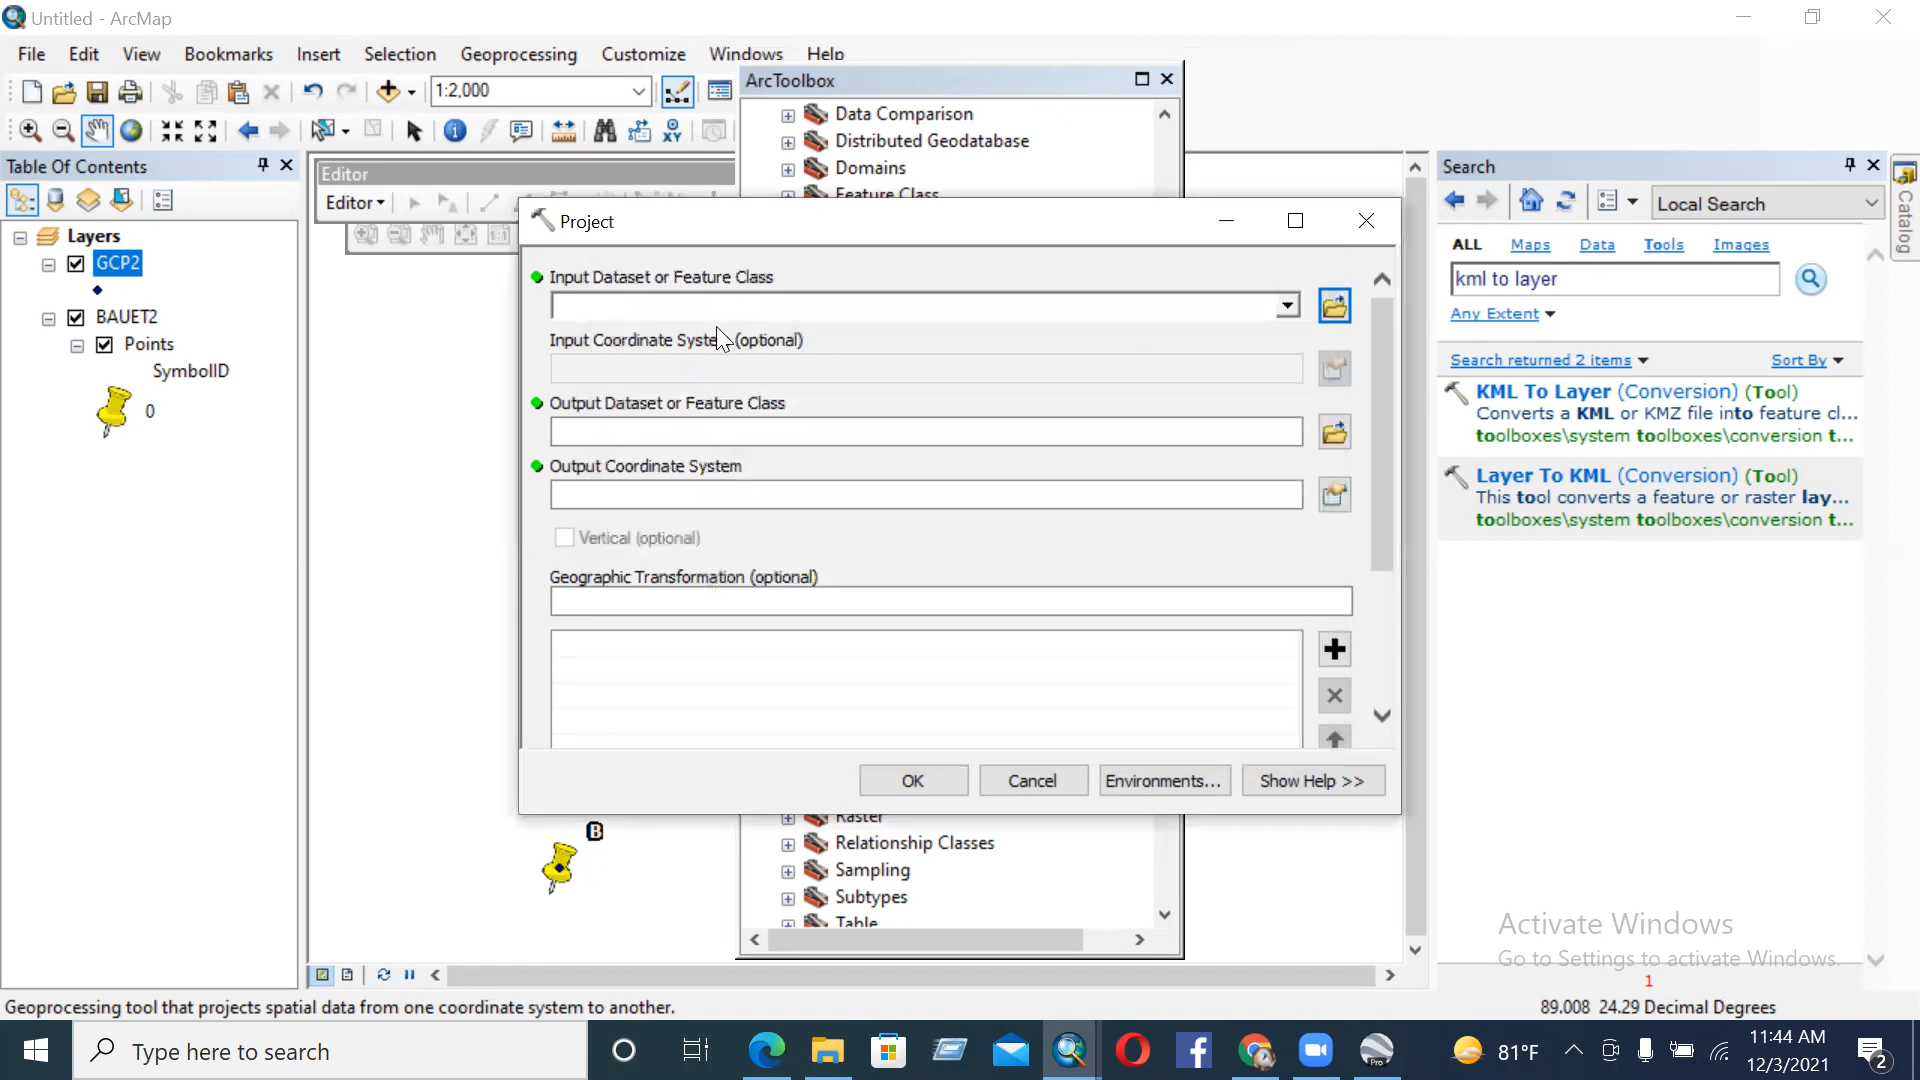 Untitled - ArcMap
File Edit View Bookmarks Insert Selection Geoprocessing Customize Windows Help
1:2,000
ArcToolbox
Data Comparison
Distributed Geodatabase
Domains
Feature Class
Table Of Contents
Editor
Editor
Layers
GCP2
BAUET2
Points
SymbolID
0
Project
Input Dataset or Feature Class
Input Coordinate System (optional)
Output Dataset or Feature Class
Output Coordinate System
Vertical (optional)
Geographic Transformation (optional)
OK Cancel Environments... Show Help >>
B
Raster
Relationship Classes
Sampling
Subtypes
Table
Search
Local Search
Catalog
ALL Maps Data Tools Images
kml to layer
Any Extent
Search returned 2 items Sort By
KML To Layer (Conversion) (Tool)
Converts a KML or KMZ file into feature cl...
toolboxes\system toolboxes\conversion t...
Layer To KML (Conversion) (Tool)
This tool converts a feature or raster lay...
toolboxes\system toolboxes\conversion t...
Activate Windows
Go to Settings to activate Windows.
1
Geoprocessing tool that projects spatial data from one coordinate system to another.
89.008 24.29 Decimal Degrees
Type here to search
Pro
81°F
11:44 AM
12/3/2021
2